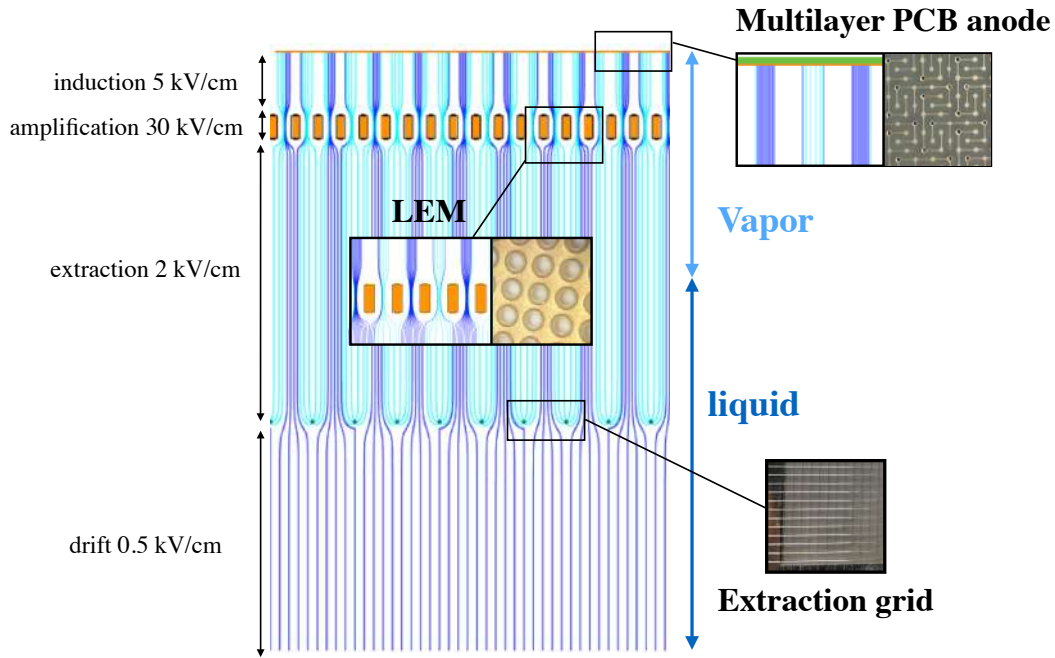 Multilayer PCB anode
induction 5 kV/cm
amplification 30 kV/cm
LEM
Vapor
extraction 2 kV/cm
liquid
drift 0.5 kV/cm
Extraction grid